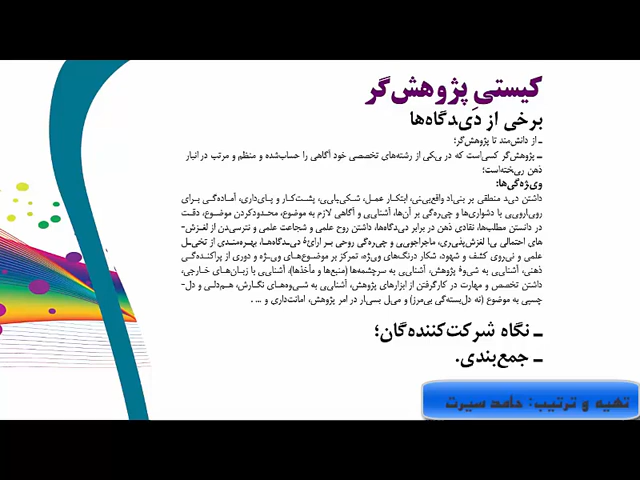 کیستیِ پژوهش‌گر
برخی از دیدگاه‌ها
ـ از دانش‌مند تا پژوهش‌گر؛
ـ پژوهش‌گر کسی‌است که در یکی از رشته‌های تخصصی خود آگاهی را حساب‌شده و منظم و مرتب در انبار
ذهن ریخته‌است؛
ویژه‌گی‌ها:
داشتن دید منطقی بر بنیاد واقع‌بینی، ابتکار عمل، شکیبایی، پشت‌کار و پای‌داری، آماده‌گی برای
رویارویی با دشواری‌ها و چیره‌گی بر آن‌ها، آشنایی و آگاهی لازم به موضوع، محدودکردن موضوع، دقت
در دانستن مطلب‌ها، نقادی ذهن در برابر دیدگاه‌ها، داشتن روح علمی و شجاعت علمی و نترسیدن از لغزش-
های احتمالی یا لغزش‌پذیری، ماجراجویی و چیره‌گی روحی بر ارائهٔ دیدگاه‌ها، بهره‌مندی از تخیل
علمی و نیروی کشف و شهود، شکار درنگ‌های ویژه، تمرکز بر موضوع‌های ویژه و دوری از پراکنده‌گی
ذهنی، آشنایی به شیوهٔ پژوهش، آشنایی به سرچشمه‌ها (منبع‌ها و مأخذها)، آشنایی با زبان‌های خارجی،
داشتن تخصص و مهارت در کارگرفتن از ابزارهای پژوهش، آشنایی به شیوه‌های نگارش، هم‌دلی و دل-
چسپی به موضوع (نه دل‌بسته‌گی بی‌مرز) و میل بسیار در امر پژوهش، امانت‌داری و ... .
ـ نگاه شرکت‌کننده‌گان؛
ـ جمع‌بندی.
تهیه و ترتیب: حامد سیرت